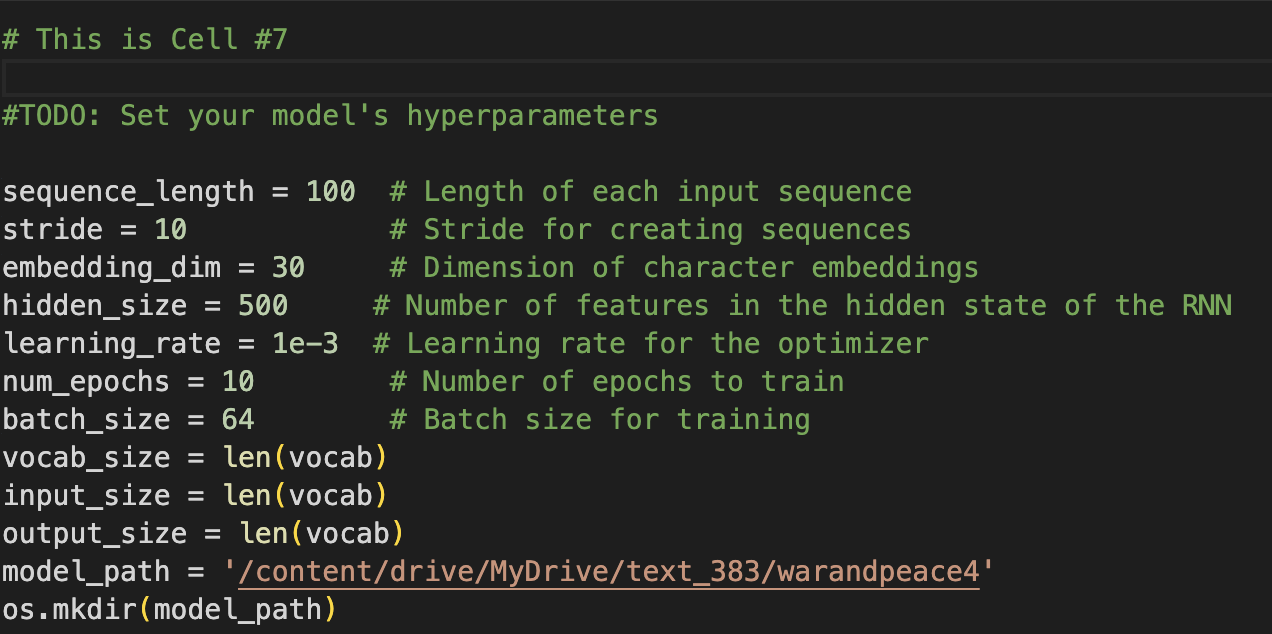 # This is Cell #7
#TODO: Set your model's hyperparameters
sequence_length = 100  # Length of each input sequence
stride = 10            # Stride for creating sequences
embedding_dim = 30     # Dimension of character embeddings
hidden_size = 500     # Number of features in the hidden state of the RNN
learning_rate = 1e-3  # Learning rate for the optimizer
num_epochs = 10        # Number of epochs to train
batch_size = 64        # Batch size for training
vocab_size = len(vocab)
input_size = len(vocab)
output_size = len(vocab)
model_path = '/content/drive/MyDrive/text_383/warandpeace4'
os.mkdir(model_path)